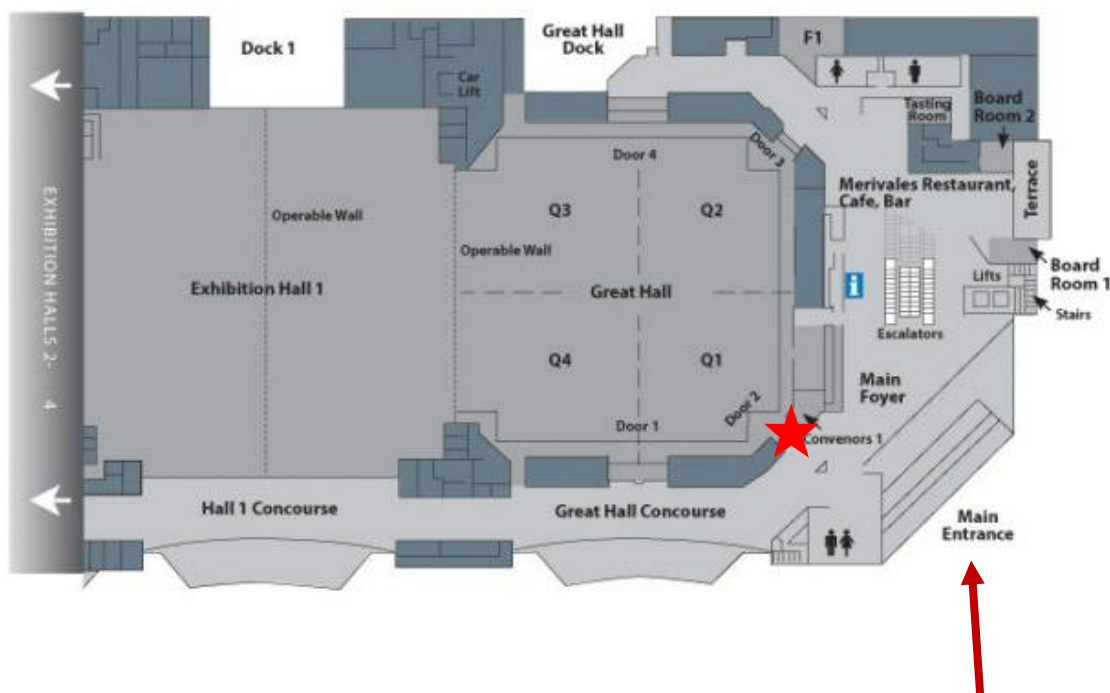 Dock 1
Great Hall
Dock
F1
Car
Lift
Tasting
Room
Board
Room 2
Door 4
Door 3
Merivales Restaurant,
Cafe, Bar
Terrace
EXHIBITION HALLS 2- 4
Operable Wall
Q3
Q2
Operable Wall
Exhibition Hall 1
Great Hall
i
Lifts
Board
Room 1
Stairs
Escalators
Q4
Q1
Main
Foyer
Door 2
Door 1
Convenors 1
Hall 1 Concourse
Great Hall Concourse
Main
Entrance